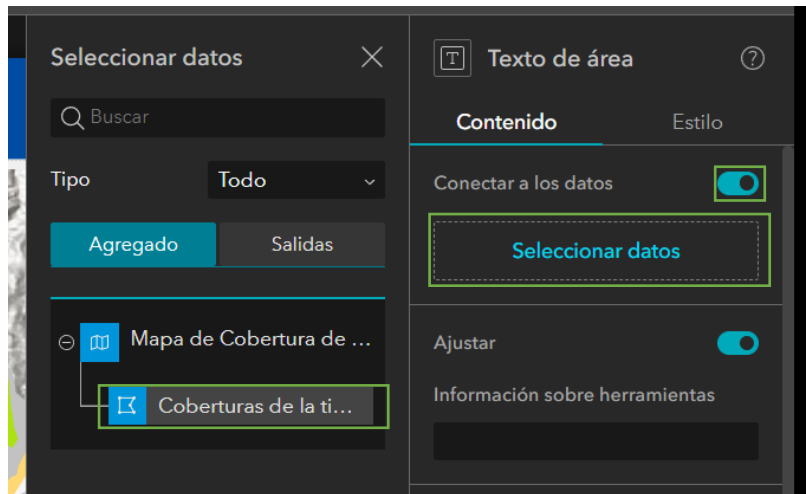 Seleccionar datos
Buscar
Tipo
Todo
Agregado
Salidas
Mapa de Cobertura de ...
Coberturas de la ti...
T
Texto de área
?
Contenido
Estilo
Conectar a los datos
Seleccionar datos
Ajustar
Información sobre herramientas